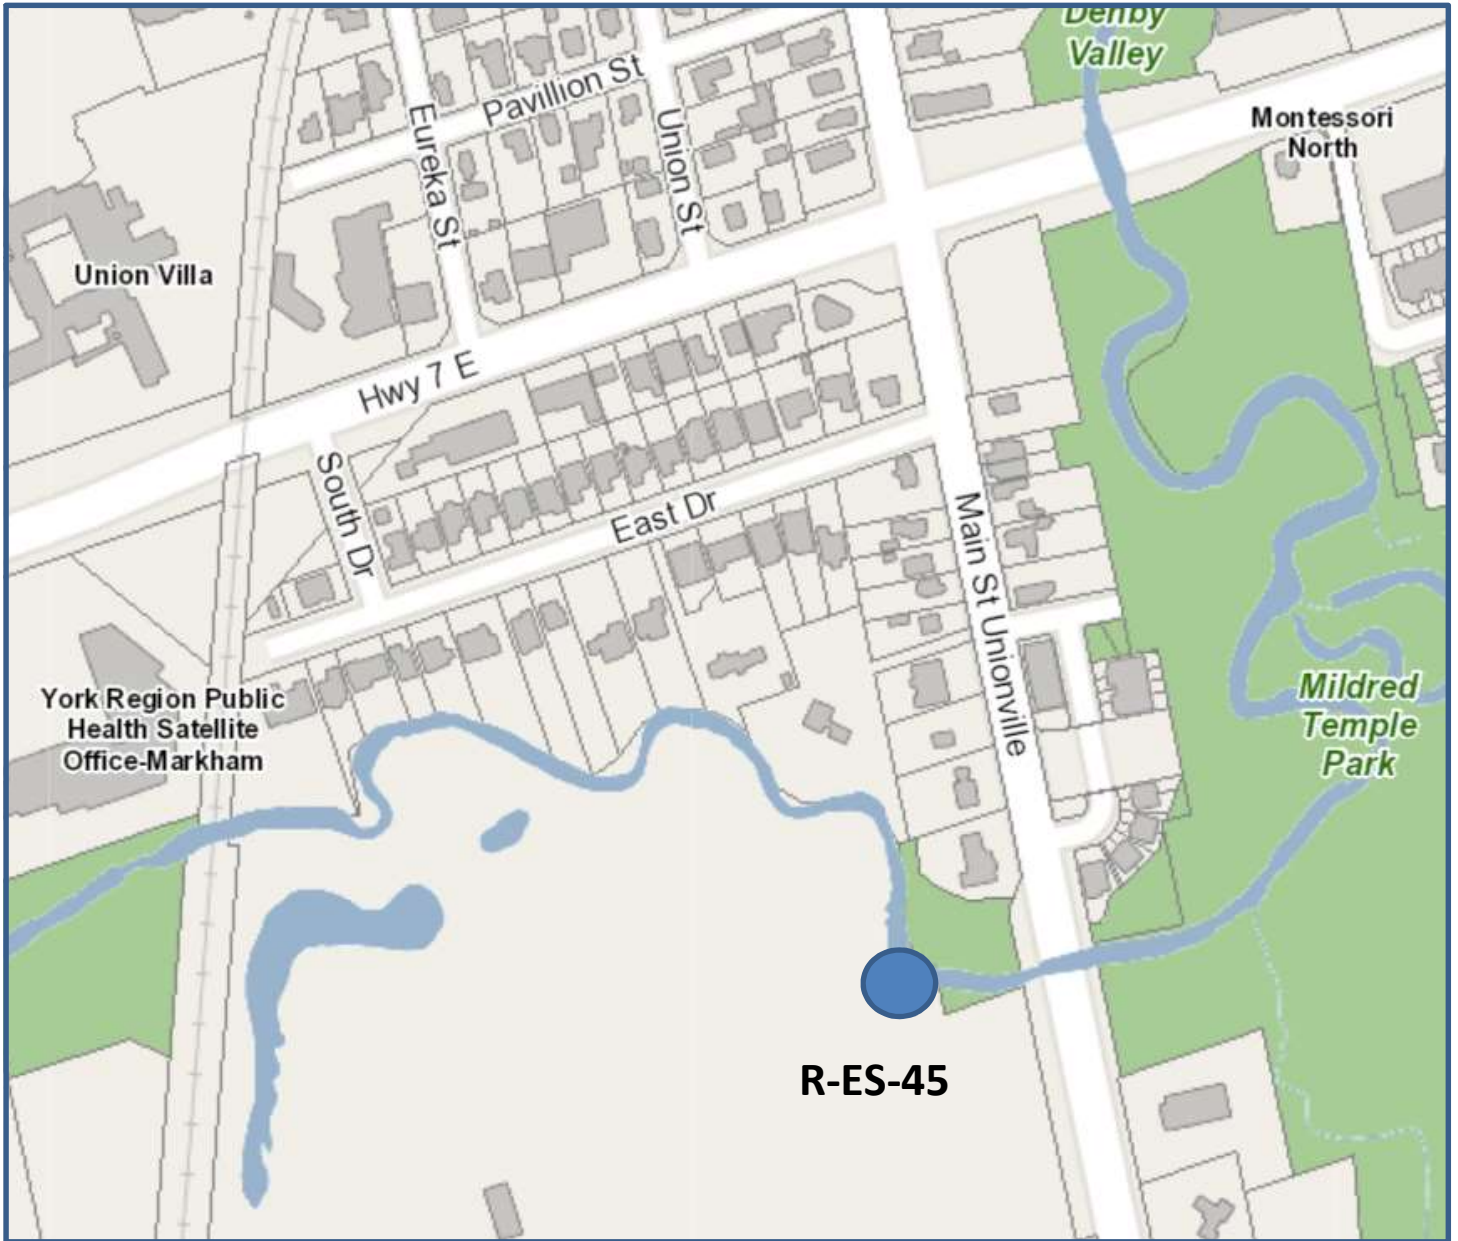 Denby
Valley
Pavillion St
Eureka St
Union St
Montessori
North
Union Villa
Hwy 7 E
South Dr
East Dr
Main St Unionville
York Region Public
Health Satellite
Office-Markham
Mildred
Temple
Park
R-ES-45